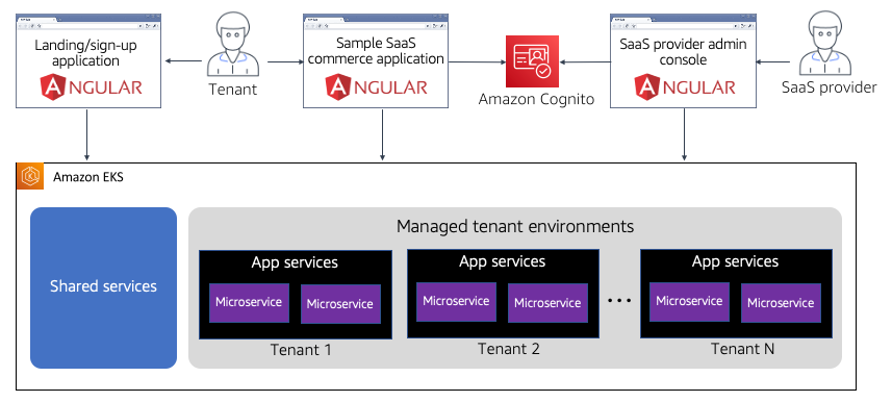 Landing/sign-up
application
ANGULAR
Tenant
Sample SaaS
commerce application
ANGULAR
Amazon Cognito
SaaS provider admin
console
ANGULAR
SaaS provider
Amazon EKS
Shared services
Managed tenant environments
App services
Microservice
Microservice
Tenant 1
App services
Microservice
Microservice
Tenant 2
...
App services
Microservice
Microservice
Tenant N